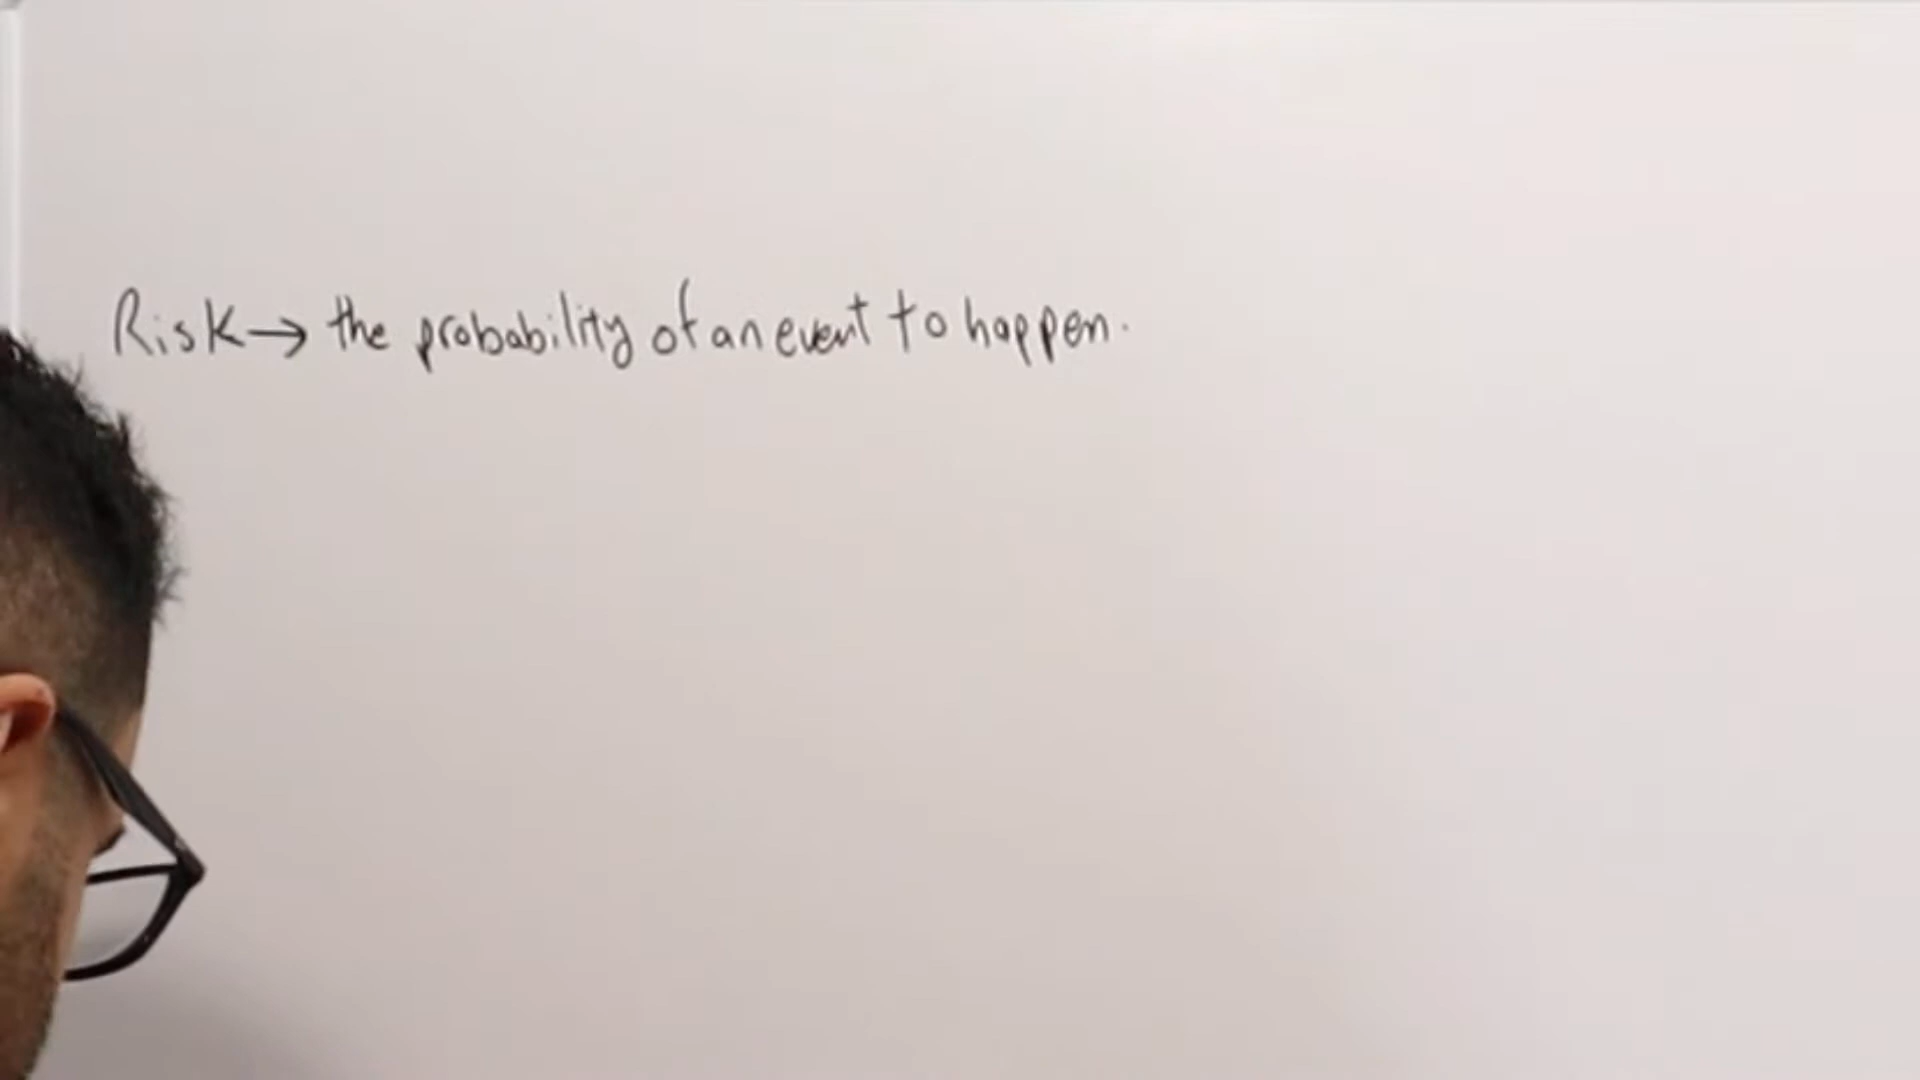 Risk → the probability of an event to happen.